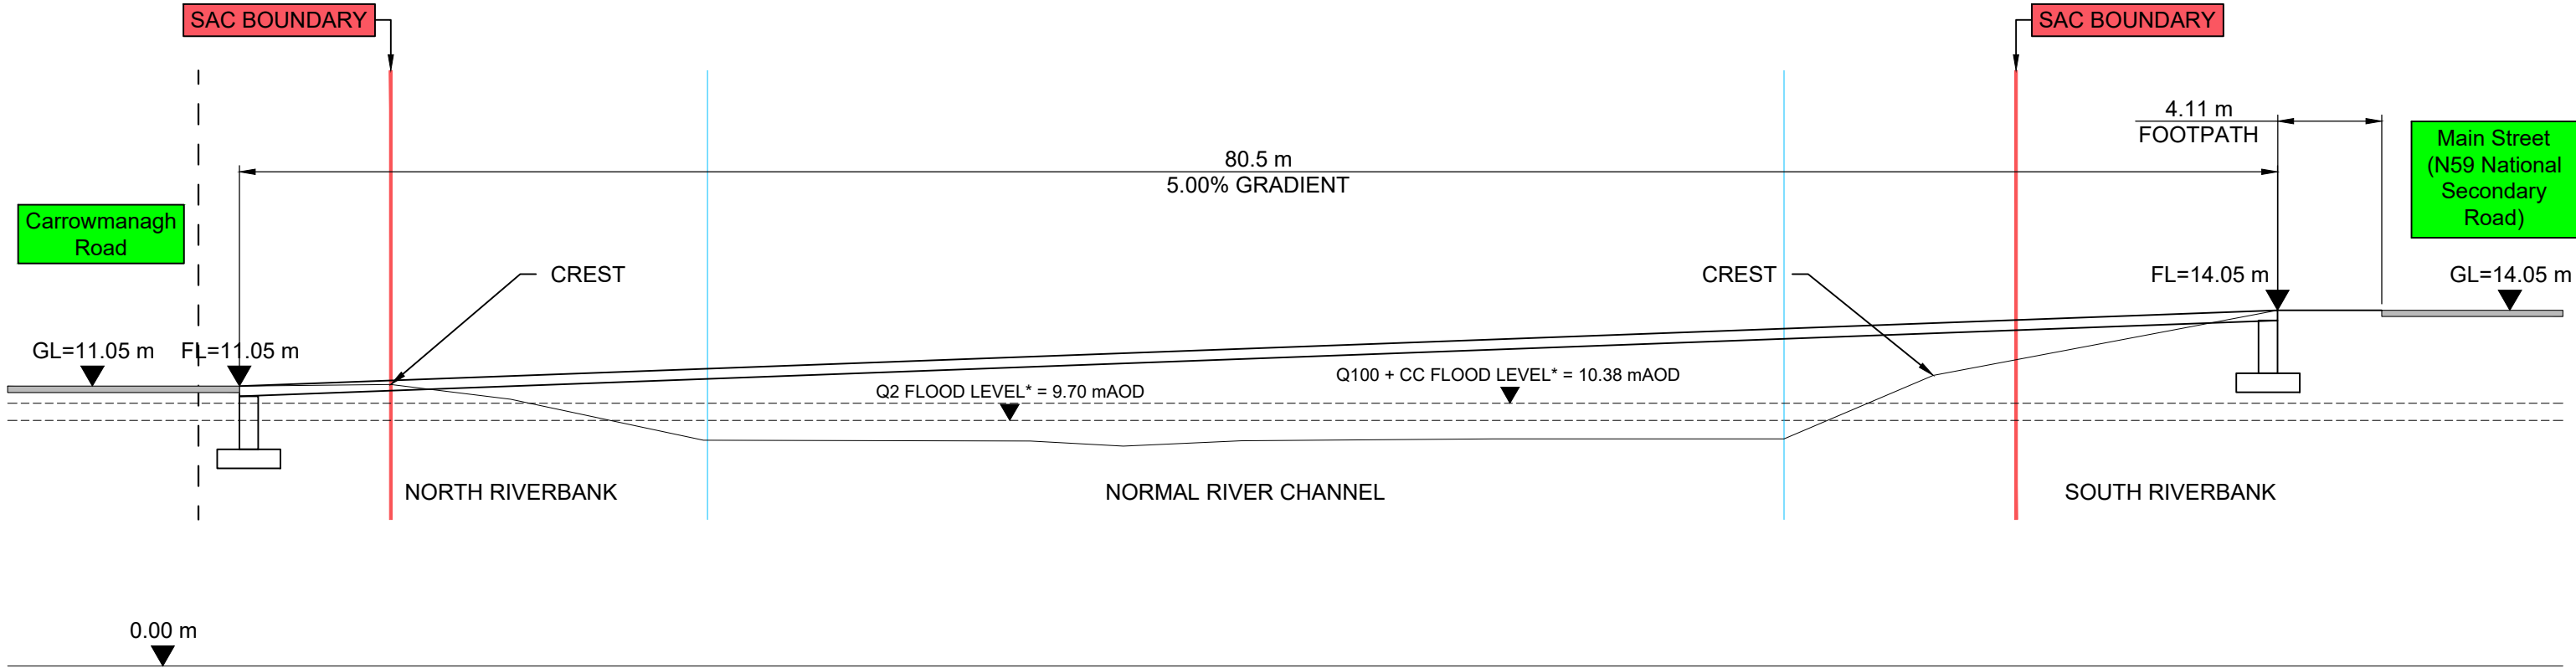 SAC BOUNDARY
SAC BOUNDARY
4.11 m
FOOTPATH
Main Street
(N59 National
Secondary
Road)
80.5 m
5.00% GRADIENT
Carrowmanagh
Road
CREST
CREST
FL=14.05 m
GL=14.05 m
GL=11.05 m
FL=11.05 m
Q2 FLOOD LEVEL* = 9.70 mAOD
Q100 + CC FLOOD LEVEL* = 10.38 mAOD
NORTH RIVERBANK
NORMAL RIVER CHANNEL
SOUTH RIVERBANK
0.00 m